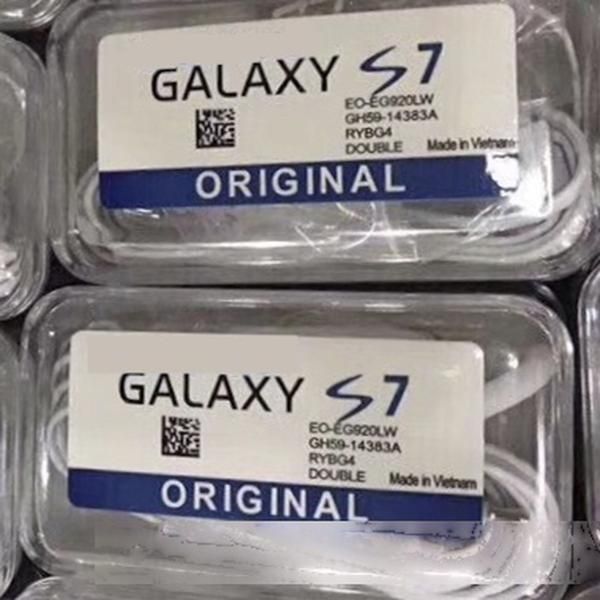 GALAXY S7
EO-EG920LW
GH59-14383A
RYBG4
DOUBLE Made in Vietnam
ORIGINAL
GALAXY S7
EO-EG920LW
GH59-14383A
RYBG4
DOUBLE Made in Vietnam
ORIGINAL